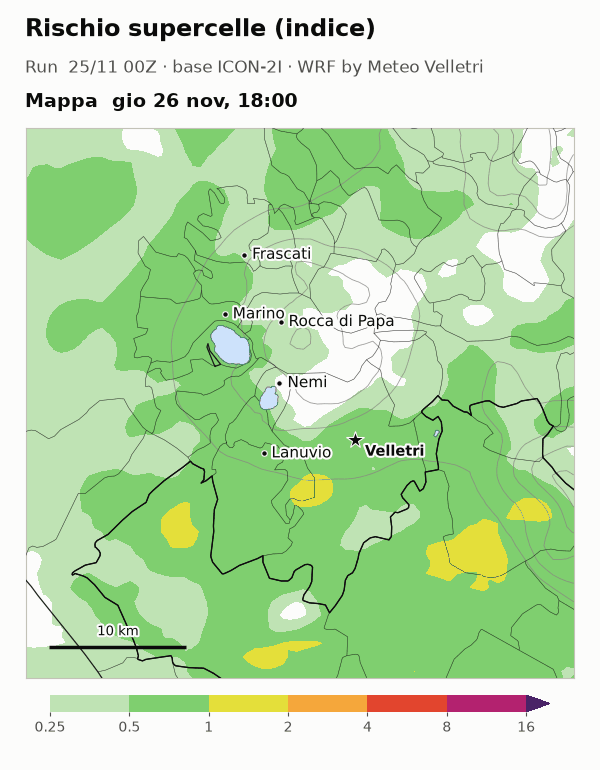 Rischio supercelle (indice)
Run  25/11 00Z · base ICON-2I · WRF by Meteo Velletri
Mappa  gio 26 nov, 18:00
Frascati
Marino
Rocca di Papa
Nemi
Velletri
Lanuvio
10 km
0.25 0.5 1 2 4 8 16